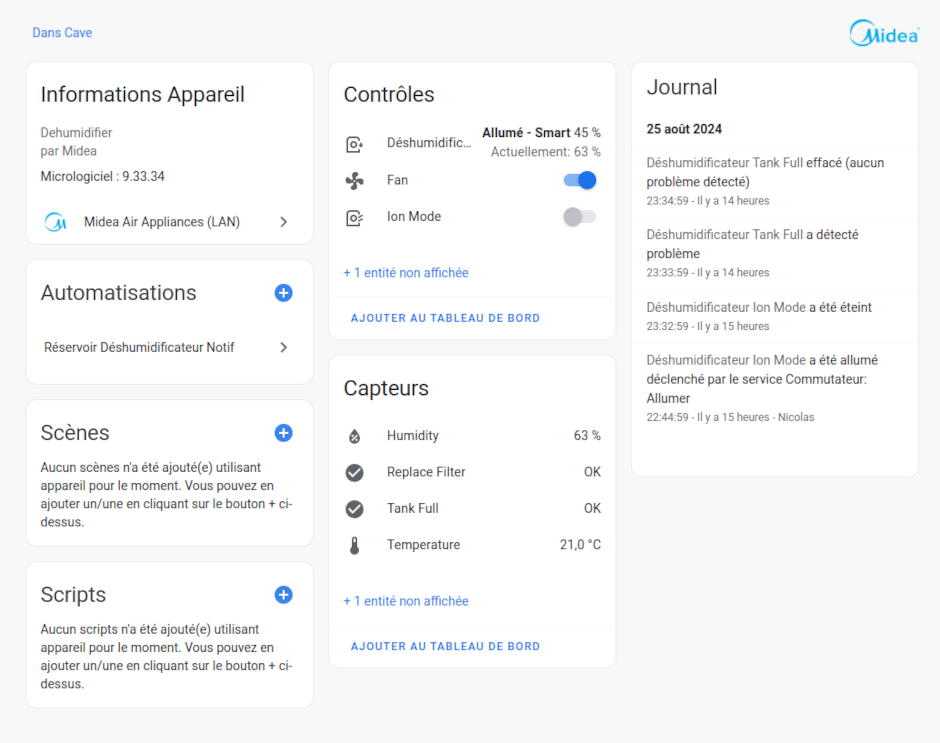 Dans Cave
Midea
Informations Appareil
Dehumidifier
par Midea
Micrologiciel : 9.33.34
Midea Air Appliances (LAN)
Automatisations
Réservoir Déshumidificateur Notif
Scènes
Aucun scènes n'a été ajouté(e) utilisant
appareil pour le moment. Vous pouvez en
ajouter un/une en cliquant sur le bouton + ci-
dessus.
Scripts
Aucun scripts n'a été ajouté(e) utilisant
appareil pour le moment. Vous pouvez en
ajouter un/une en cliquant sur le bouton + ci-
dessus.
Contrôles
Déshumidific... Allumé - Smart 45 %
Actuellement: 63 %
Fan
Ion Mode
+ 1 entité non affichée
AJOUTER AU TABLEAU DE BORD
Capteurs
Humidity 63 %
Replace Filter OK
Tank Full OK
Temperature 21,0 °C
+ 1 entité non affichée
AJOUTER AU TABLEAU DE BORD
Journal
25 août 2024
Déshumidificateur Tank Full effacé (aucun
problème détecté)
23:34:59 - Il y a 14 heures
Déshumidificateur Tank Full a détecté
problème
23:33:59 - Il y a 14 heures
Déshumidificateur Ion Mode a été éteint
23:32:59 - Il y a 15 heures
Déshumidificateur Ion Mode a été allumé
déclenché par le service Commutateur:
Allumer
22:44:59 - Il y a 15 heures - Nicolas